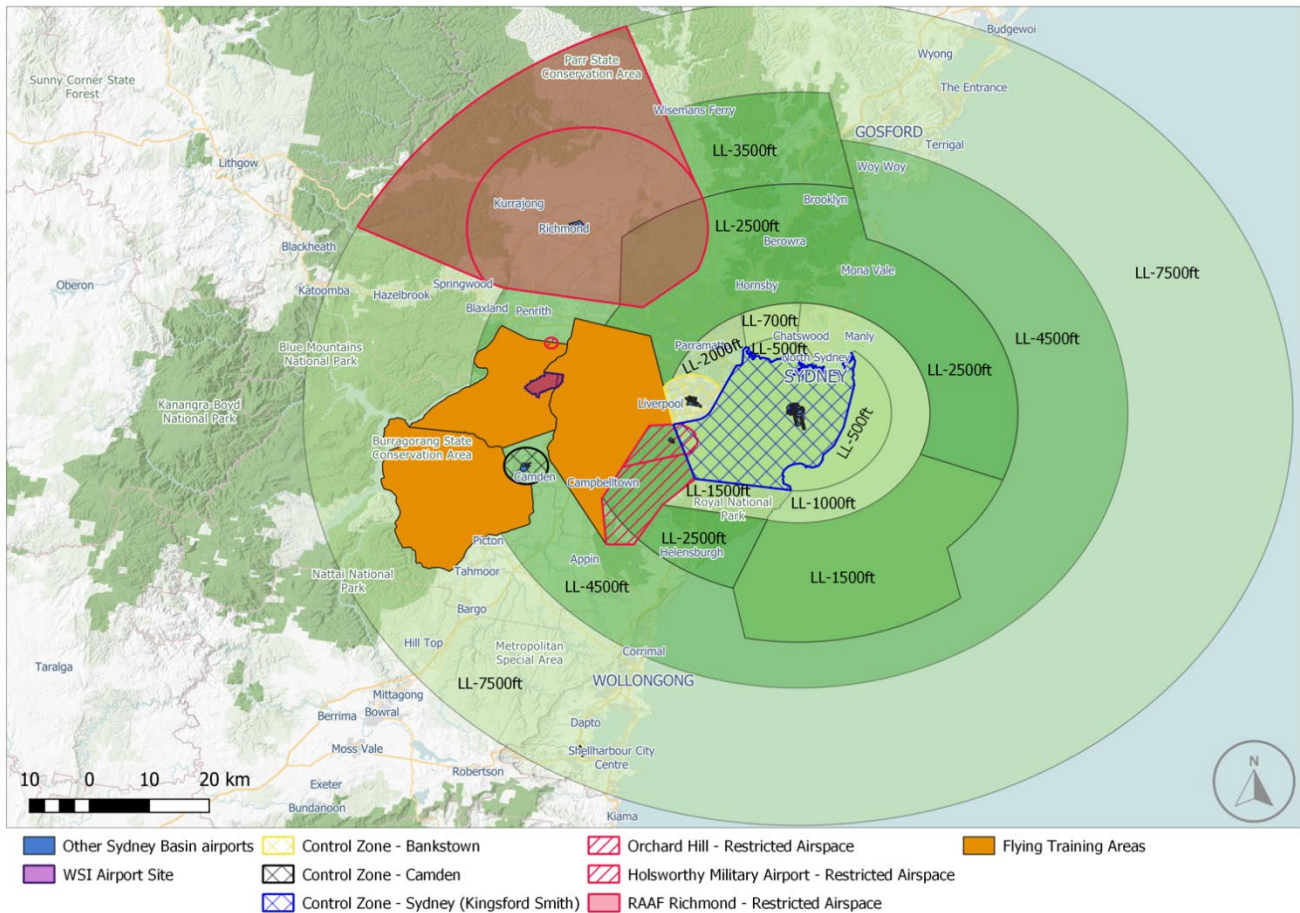 Budgewoi
Parr State
Conservation Area
Wyong
Sunny Corner State
Forest
The Entrance
Wisemans Ferry
GOSFORD
Terrigal
LL-3500ft
Lithgow
Woy Woy
Kurrajong
Brooklyn
Richmond
LL-2500ft
Blackheath
Berowra
Mona Vale
LL-7500ft
Oberon
Katoomba
Hazelbrook
Springwood
Hornsby
Blaxland
Penrith
LL-700ft
Chatswood
Manly
LL-4500ft
Blue Mountains
National Park
LL-2000ft
LL-500ft
North Sydney
SYDNEY
LL-2500ft
Kanangra-Boyd
National Park
Liverpool
LL-500ft
Burragorang State
Conservation Area
Camden
Campbelltown
LL-1500ft
Royal National
Park
LL-1000ft
Picton
LL-2500ft
Helensburgh
Appin
Nattai National
Park
Tahmoor
LL-4500ft
LL-1500ft
Bargo
Hill Top
Metropolitan
Special Area
Corrimal
Taralga
LL-7500ft
WOLLONGONG
Mittagong
Berrima
Bowral
Dapto
Moss Vale
Shellharbour City
Centre
Robertson
10 0 10 20 km
Exeter
Bundanoon
Kiama
N
Other Sydney Basin airports
Control Zone - Bankstown
Orchard Hill - Restricted Airspace
Flying Training Areas
WSI Airport Site
Control Zone - Camden
Holsworthy Military Airport - Restricted Airspace
Control Zone - Sydney (Kingsford Smith)
RAAF Richmond - Restricted Airspace